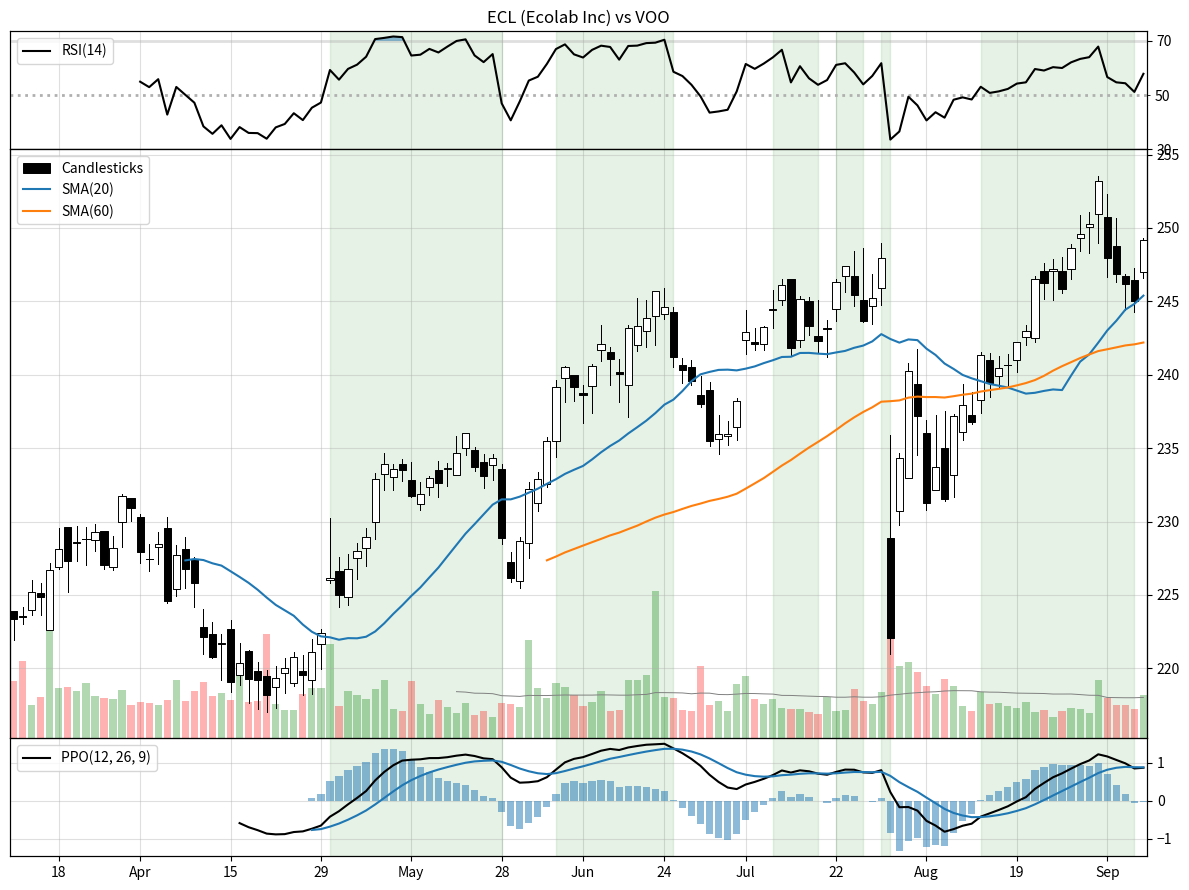 ECL (Ecolab Inc) vs VOO
RSI(14)
70
50
30
Candlesticks
SMA(20)
SMA(60)
255
250
245
240
235
230
225
220
PPO(12, 26, 9)
1
0
−1
18 Apr 15 29 May 28 Jun 24 Jul 22 Aug 19 Sep